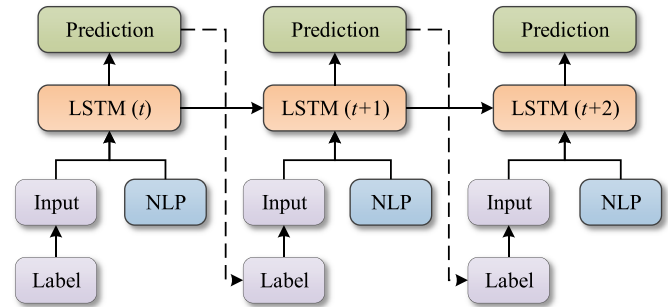 Prediction Prediction Prediction
LSTM (t) LSTM (t+1) LSTM (t+2)
Input NLP Input NLP Input NLP
Label Label Label